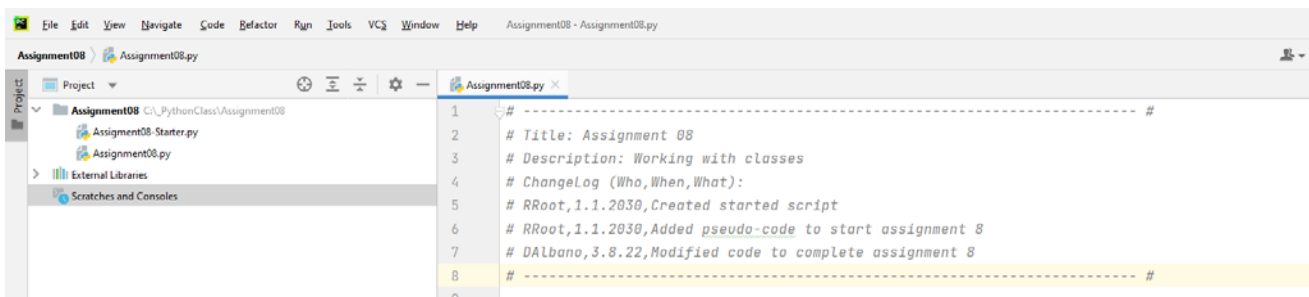 File Edit View Navigate Code Refactor Run Tools VCS Window Help Assignment08 - Assignment08.py
Assignment08 Assignment08.py
Project Project Assignment08.py
Assignment08 C:\_PythonClass\Assignment08
Assigment08-Starter.py
Assignment08.py
External Libraries
Scratches and Consoles
1 # ------------------------------------------------------------------------ #
2 # Title: Assignment 08
3 # Description: Working with classes
4 # ChangeLog (Who,When,What):
5 # RRoot,1.1.2030,Created started script
6 # RRoot,1.1.2030,Added pseudo-code to start assignment 8
7 # DAlbano,3.8.22,Modified code to complete assignment 8
8 # ------------------------------------------------------------------------ #